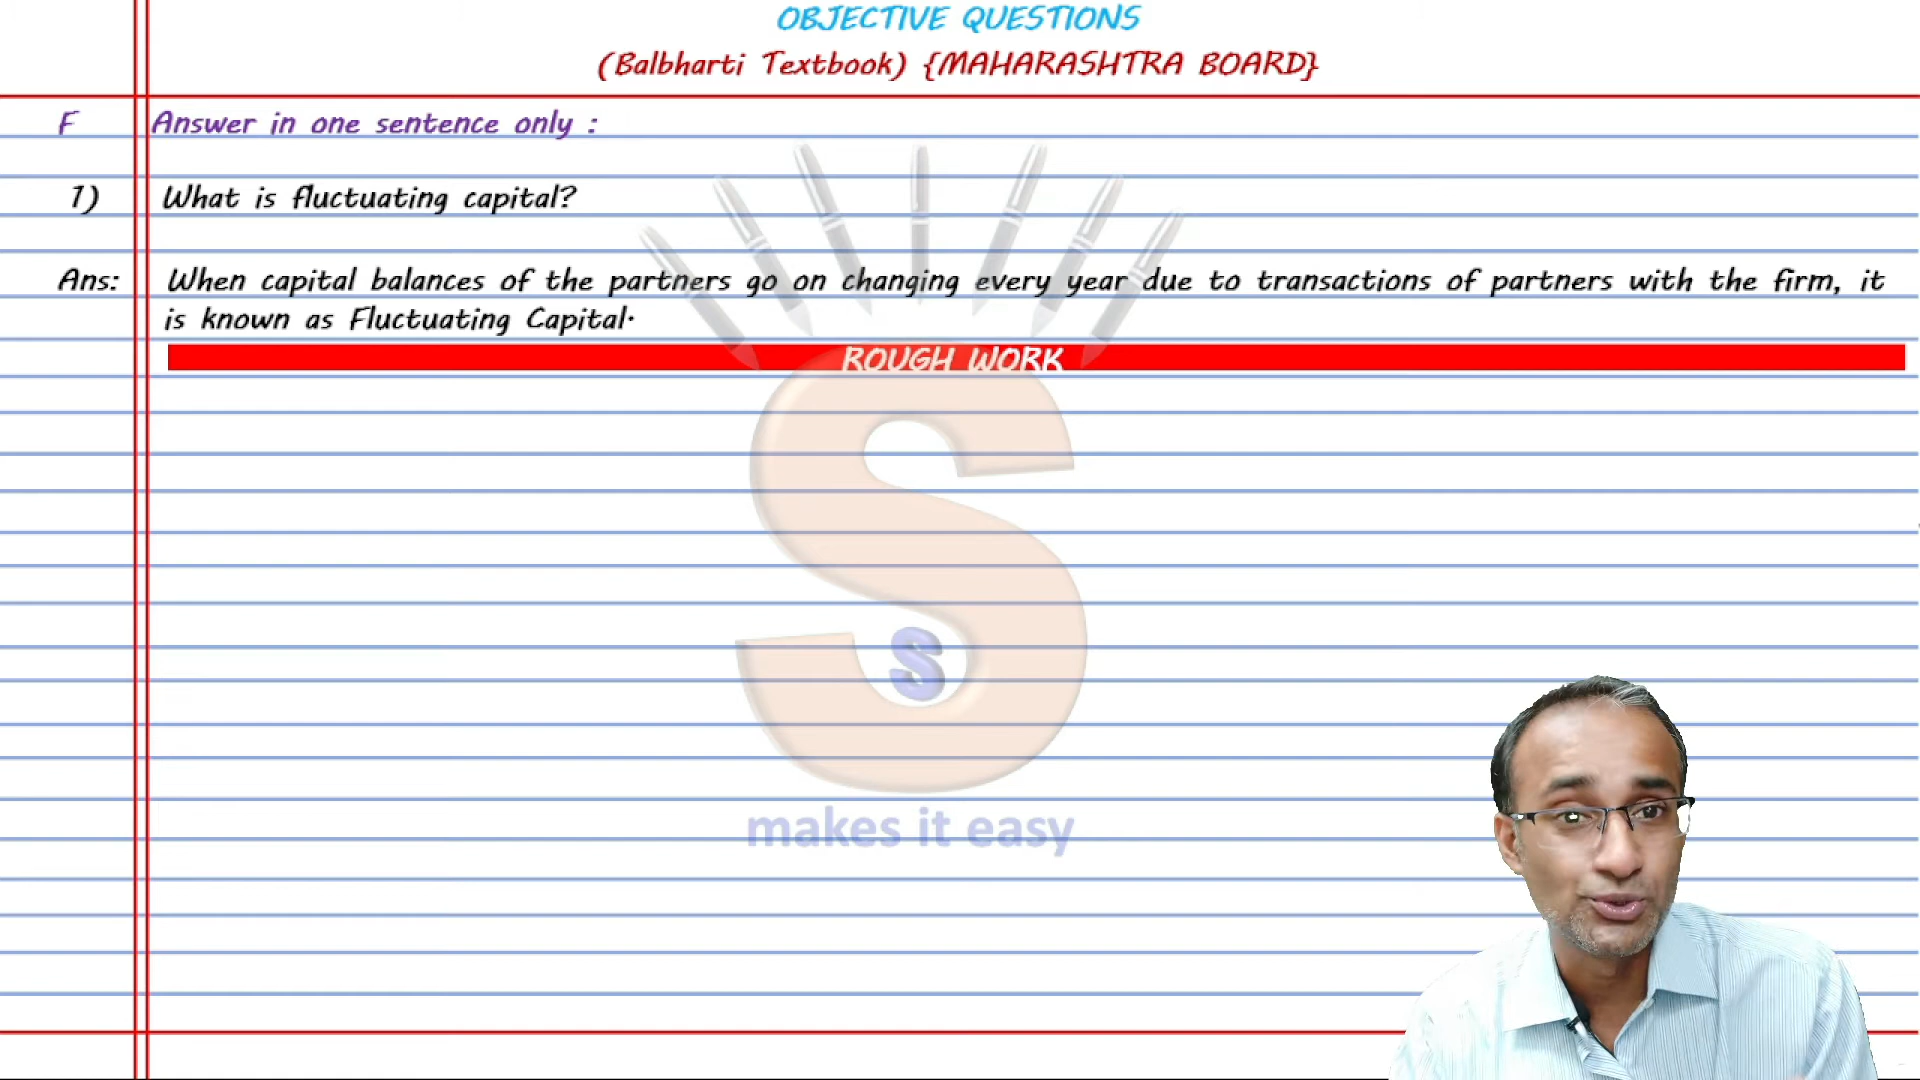 OBJECTIVE QUESTIONS
(Balbharti Textbook) {MAHARASHTRA BOARD}
F Answer in one sentence only :
1) What is fluctuating capital?
Ans: When capital balances of the partners go on changing every year due to transactions of partners with the firm, it
is known as Fluctuating Capital.
ROUGH WORK
S
S
makes it easy